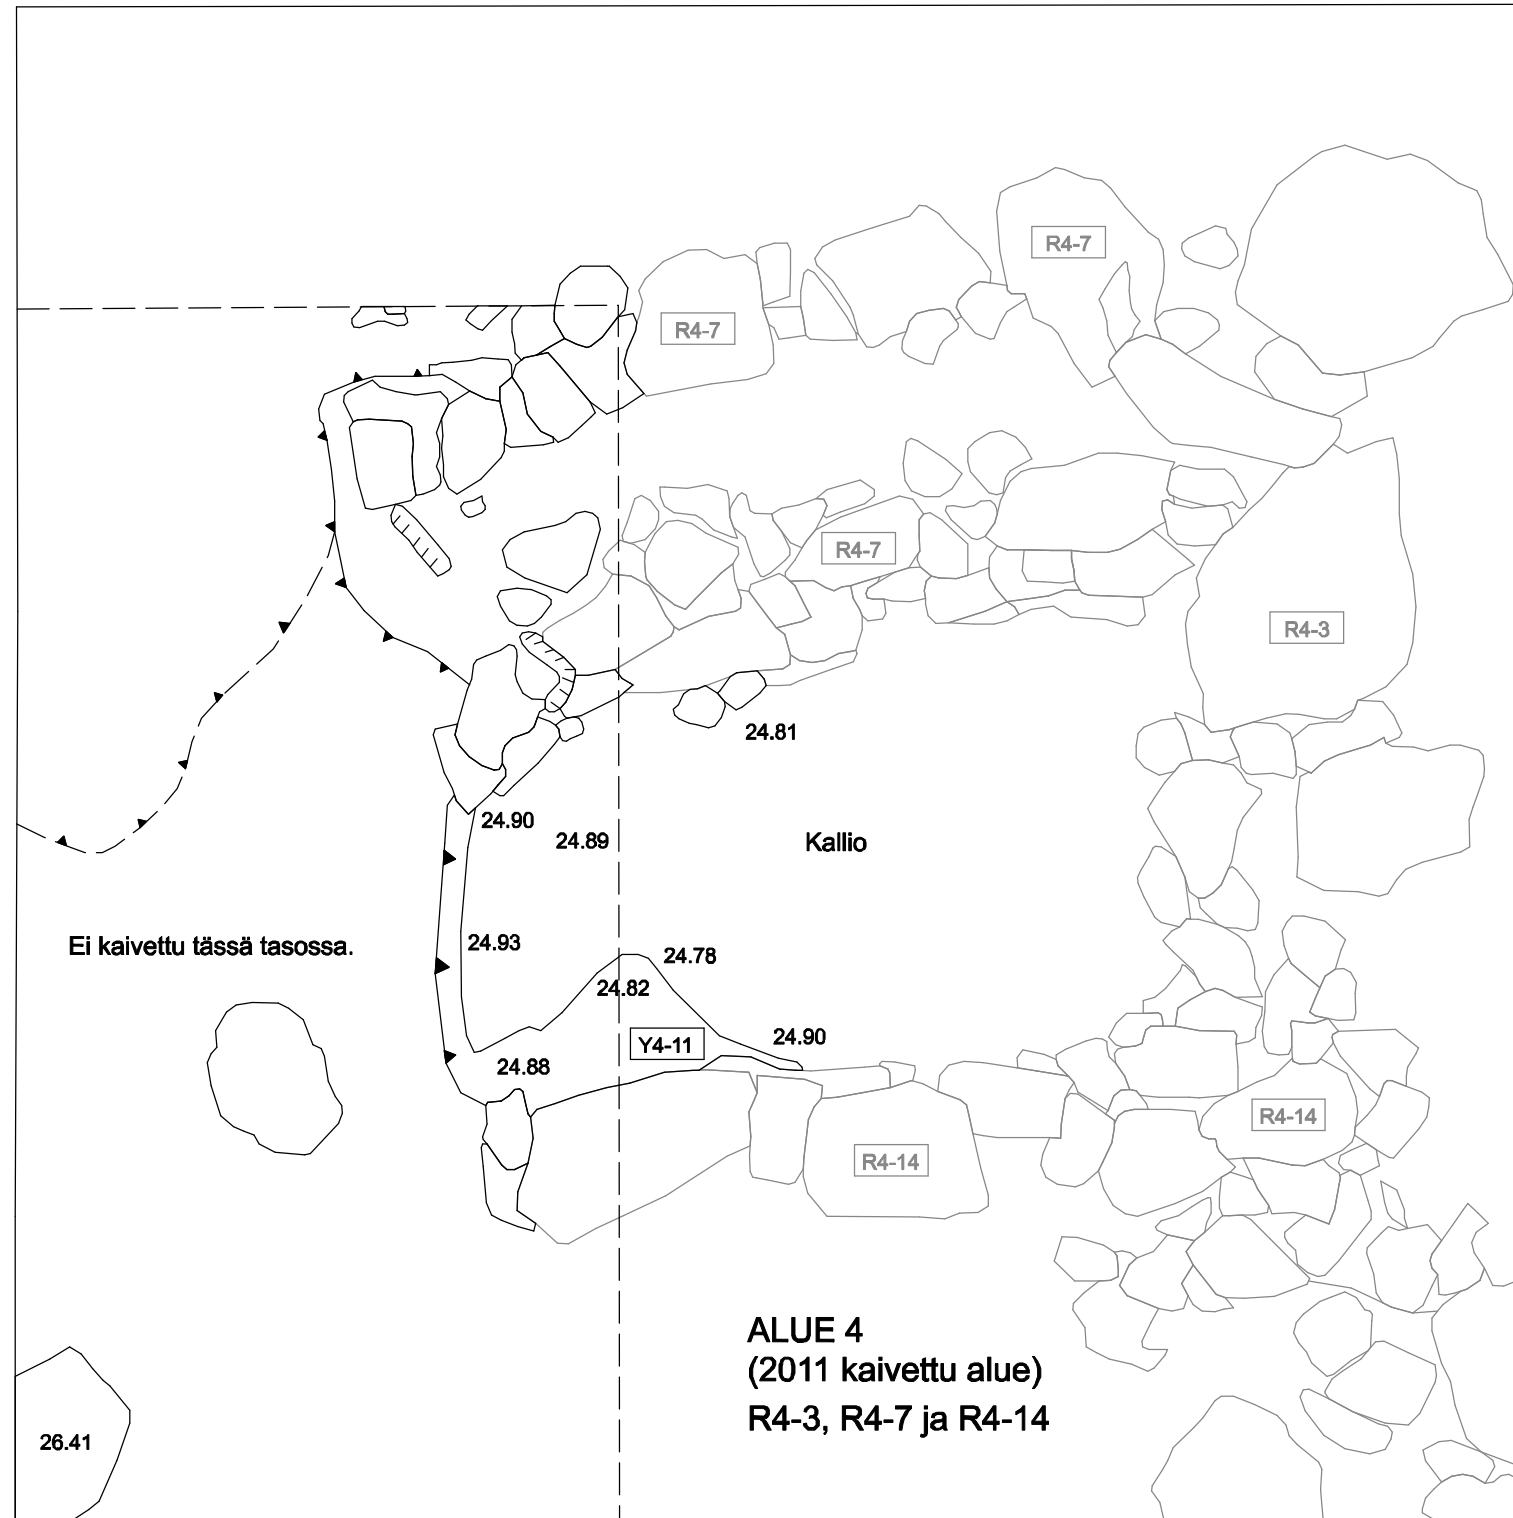 R4-7
R4-7
R4-7
R4-3
24.81
24.90
24.89
Kallio
Ei kaivettu tässä tasossa.
24.93
24.78
24.82
24.90
Y4-11
24.88
R4-14
R4-14
ALUE 4
(2011 kaivettu alue)
R4-3, R4-7 ja R4-14
26.41